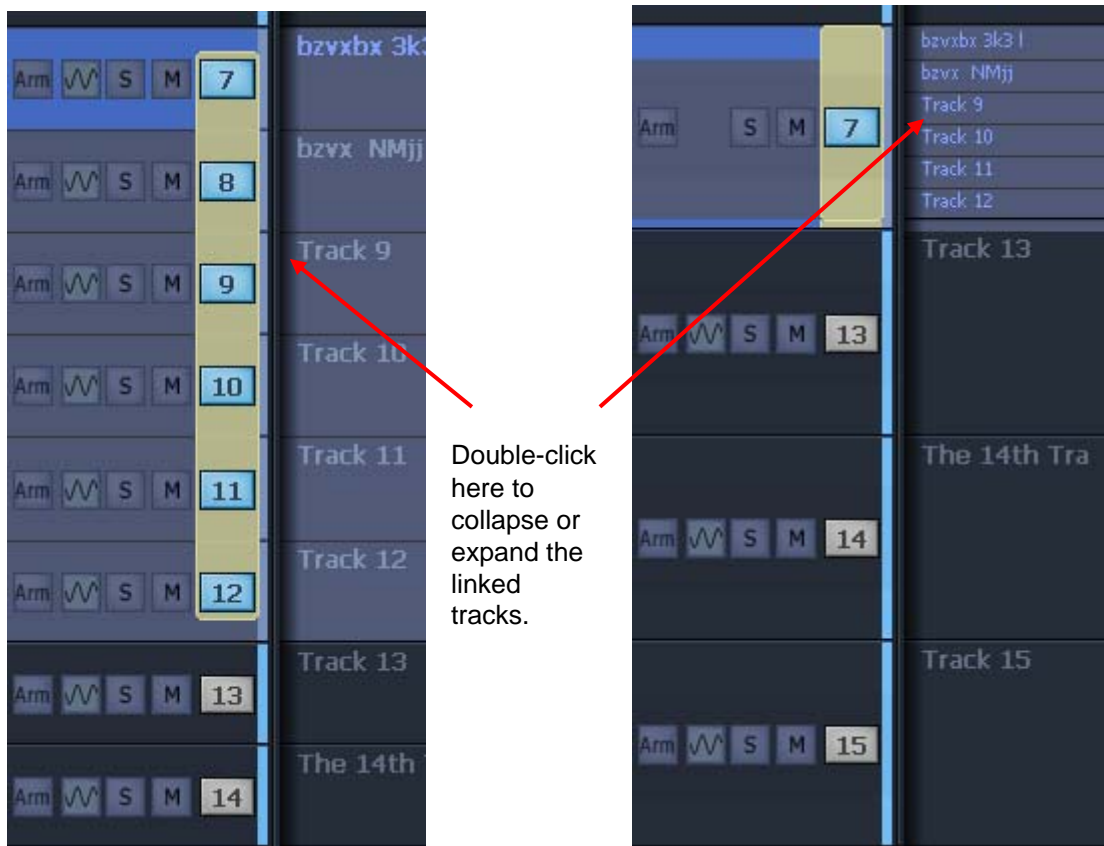 bzvxbx 3k3
Arm S M 7
bzvx NMjj
Arm S M 8
Track 9
Arm S M 9
Track 10
Arm S M 10
Track 11
Arm S M 11
Track 12
Arm S M 12
Track 13
Arm S M 13
The 14th
Arm S M 14
Double-click
here to
collapse or
expand the
linked
tracks.
bzvxbx 3k3 l
bzvx NMjj
Track 9
Arm S M 7
Track 10
Track 11
Track 12
Track 13
Arm S M 13
The 14th Tra
Arm S M 14
Track 15
Arm S M 15